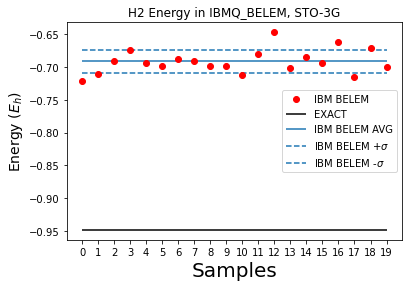 H2 Energy in IBMQ_BELEM, STO-3G
Energy (E_h)
−0.65
−0.70
−0.75
−0.80
−0.85
−0.90
−0.95
IBM BELEM
EXACT
IBM BELEM AVG
IBM BELEM +σ
IBM BELEM -σ
0 1 2 3 4 5 6 7 8 9 10 11 12 13 14 15 16 17 18 19
Samples